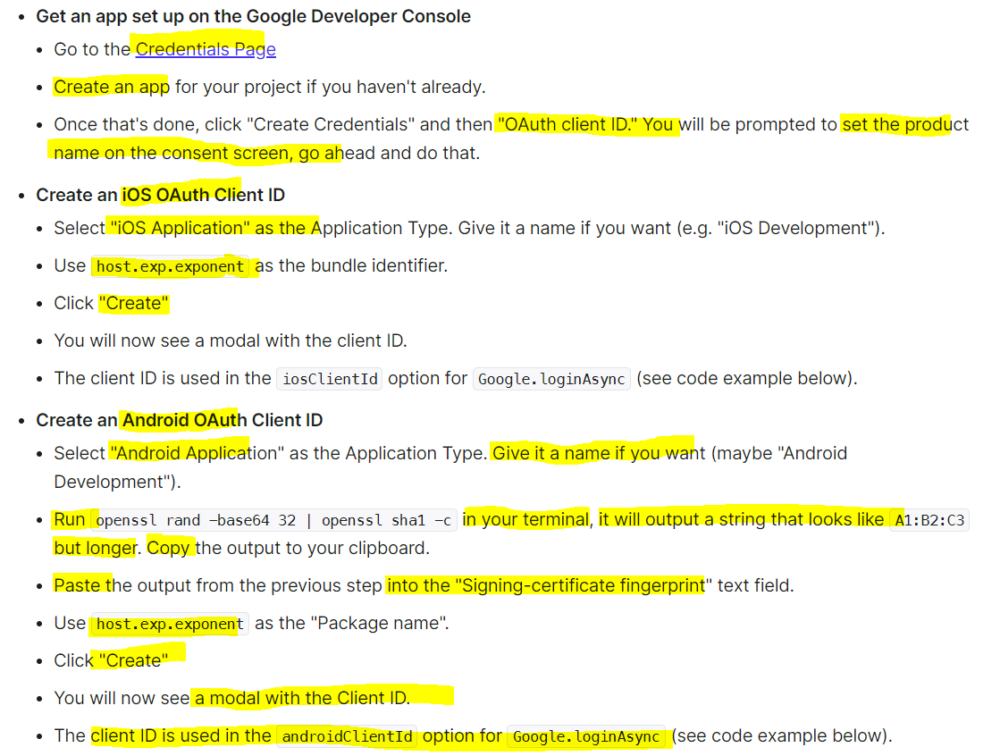 Get an app set up on the Google Developer Console
Go to the Credentials Page
Create an app for your project if you haven't already.
Once that's done, click "Create Credentials" and then "OAuth client ID." You will be prompted to set the product
name on the consent screen, go ahead and do that.
Create an iOS OAuth Client ID
Select "iOS Application" as the Application Type. Give it a name if you want (e.g. "iOS Development").
Use host.exp.exponent as the bundle identifier.
Click "Create"
You will now see a modal with the client ID.
The client ID is used in the iosClientId option for Google.loginAsync (see code example below).
Create an Android OAuth Client ID
Select "Android Application" as the Application Type. Give it a name if you want (maybe "Android
Development").
Run openssl rand -base64 32 | openssl sha1 -c in your terminal, it will output a string that looks like A1:B2:C3
but longer. Copy the output to your clipboard.
Paste the output from the previous step into the "Signing-certificate fingerprint" text field.
Use host.exp.exponent as the "Package name".
Click "Create"
You will now see a modal with the Client ID.
The client ID is used in the androidClientId option for Google.loginAsync (see code example below).